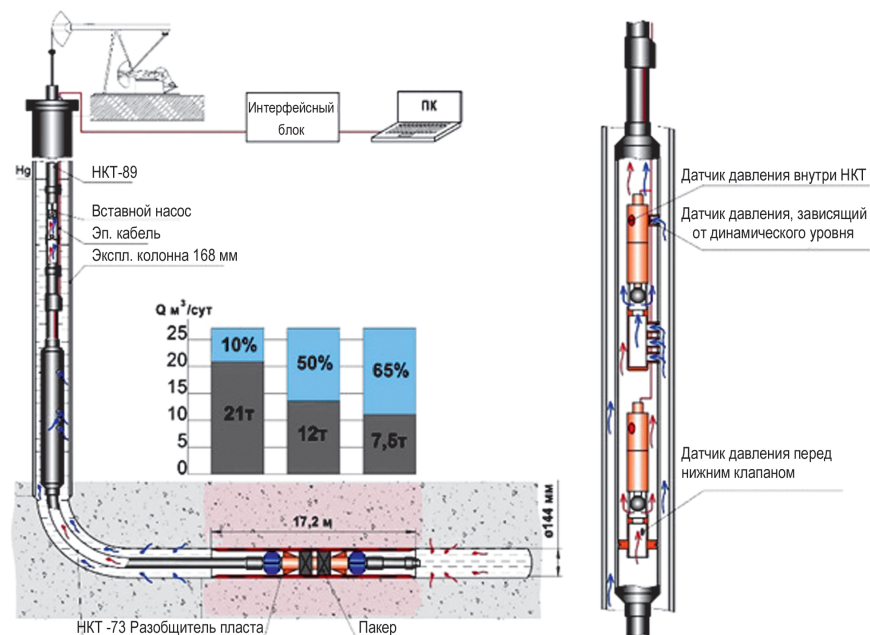 Интерфейсный
блок
ПК
Hg
НКТ-89
Вставной насос
Эл. кабель
Экспл. колонна 168 мм
Q м³/сут
25
20
15
10
5
0
10%
50%
65%
21т
12т
7,5т
17,2 м
ø144 мм
НКТ -73 Разобщитель пласта
Пакер
Датчик давления внутри НКТ
Датчик давления, зависящий
от динамического уровня
Датчик давления перед
нижним клапаном